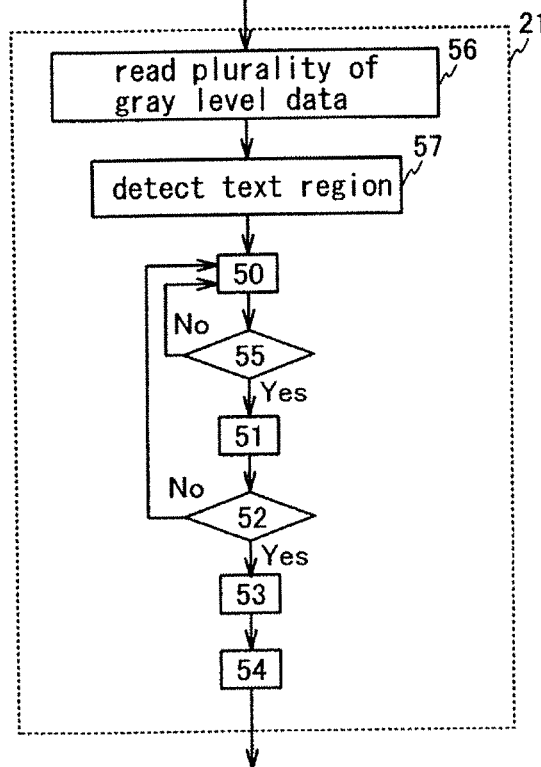 21
read plurality of
gray level data
56
57
detect text region
50
No
55
Yes
51
No
52
Yes
53
54